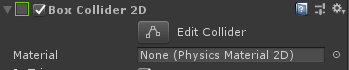 Box Collider 2D
Edit Collider
Material None (Physics Material 2D)